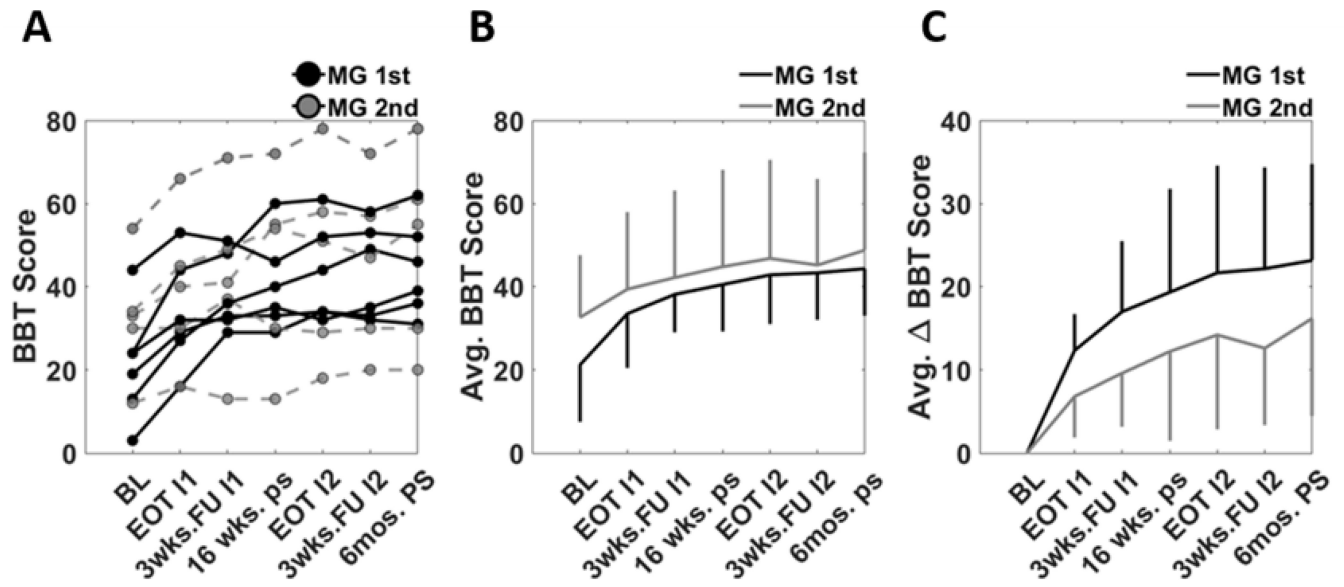 A
MG 1st
MG 2nd
BBT Score
80
60
40
20
0
BL
EOT I1
3wks.FU I1
16 wks. ps
EOT I2
3wks.FU I2
6mos. PS
B
MG 1st
MG 2nd
Avg. BBT Score
80
60
40
20
0
BL
EOT I1
3wks.FU I1
16 wks. ps
EOT I2
3wks.FU I2
6mos. ps
C
MG 1st
MG 2nd
Avg. Δ BBT Score
40
30
20
10
0
BL
EOT I1
3wks.FU I1
16 wks. ps
EOT I2
3wks.FU I2
6mos. PS